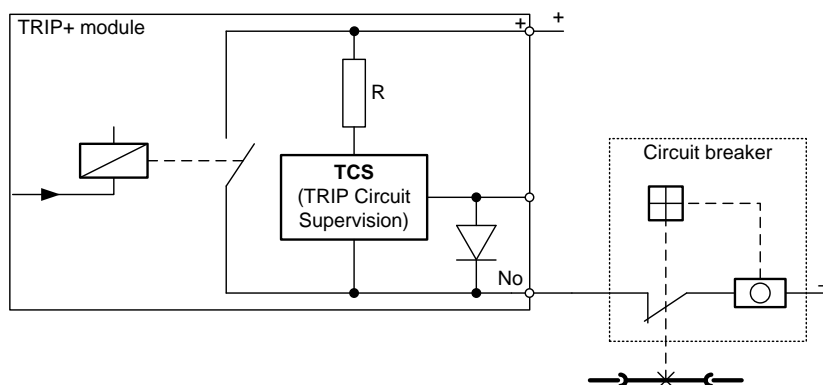 TRIP+ module
+ +
R
TCS
(TRIP Circuit
Supervision)
Circuit breaker
No
-